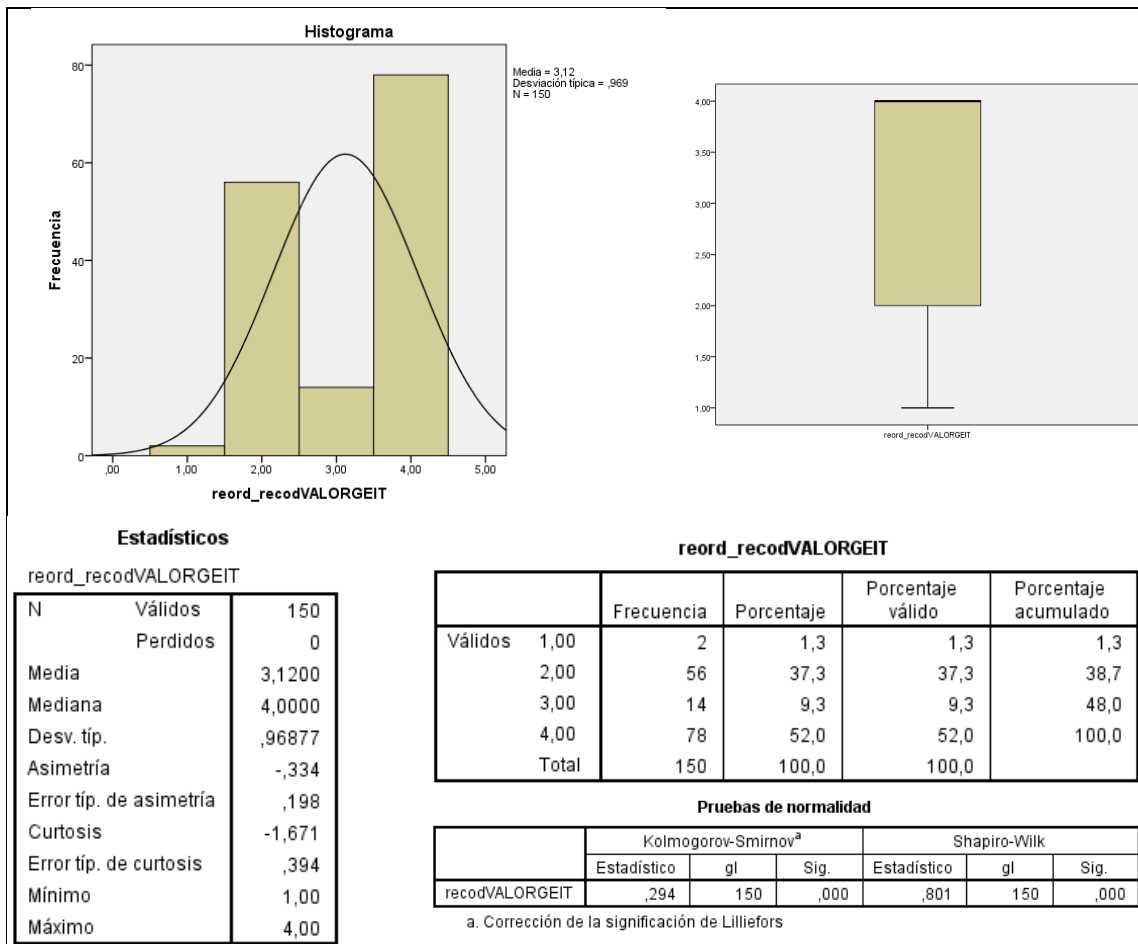 Histograma
Media = 3,12
Desviación típica = ,969
N = 150
80
60
40
20
0
Frecuencia
,00 1,00 2,00 3,00 4,00 5,00
reord_recodVALORGEIT
4,00
3,50
3,00
2,50
2,00
1,50
1,00
reord_recodVALORGEIT
Estadísticos
reord_recodVALORGEIT
N Válidos 150
Perdidos 0
Media 3,1200
Mediana 4,0000
Desv. típ. ,96877
Asimetría -,334
Error típ. de asimetría ,198
Curtosis -1,671
Error típ. de curtosis ,394
Mínimo 1,00
Máximo 4,00
reord_recodVALORGEIT
Frecuencia Porcentaje Porcentaje válido Porcentaje acumulado
Válidos 1,00 2 1,3 1,3 1,3
2,00 56 37,3 37,3 38,7
3,00 14 9,3 9,3 48,0
4,00 78 52,0 52,0 100,0
Total 150 100,0 100,0
Pruebas de normalidad
Kolmogorov-Smirnov^a Shapiro-Wilk
Estadístico gl Sig. Estadístico gl Sig.
recodVALORGEIT ,294 150 ,000 ,801 150 ,000
a. Corrección de la significación de Lilliefors